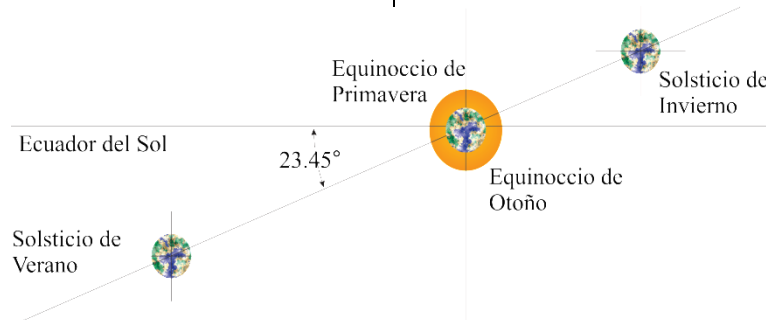 Equinoccio de
Primavera
Solsticio de
Invierno
Ecuador del Sol
23.45°
Equinoccio de
Otoño
Solsticio de
Verano